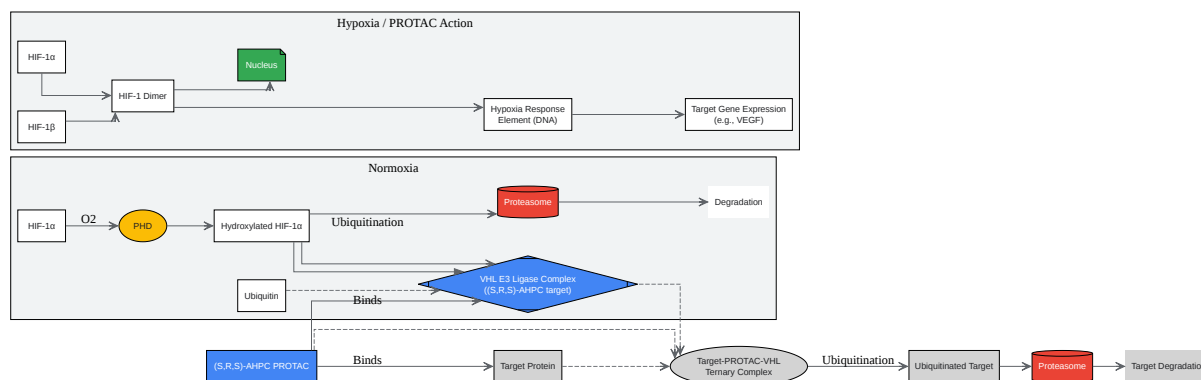 Hypoxia / PROTAC Action
HIF-1α
Nucleus
HIF-1 Dimer
HIF-1β
Hypoxia Response
Element (DNA)
Target Gene Expression
(e.g., VEGF)
Normoxia
HIF-1α
O2
PHD
Hydroxylated HIF-1α
Ubiquitination
Proteasome
Degradation
Ubiquitin
VHL E3 Ligase Complex
((S,R,S)-AHPC target)
Binds
(S,R,S)-AHPC PROTAC
Binds
Target Protein
Target-PROTAC-VHL
Ternary Complex
Ubiquitination
Ubiquitinated Target
Proteasome
Target Degradatio